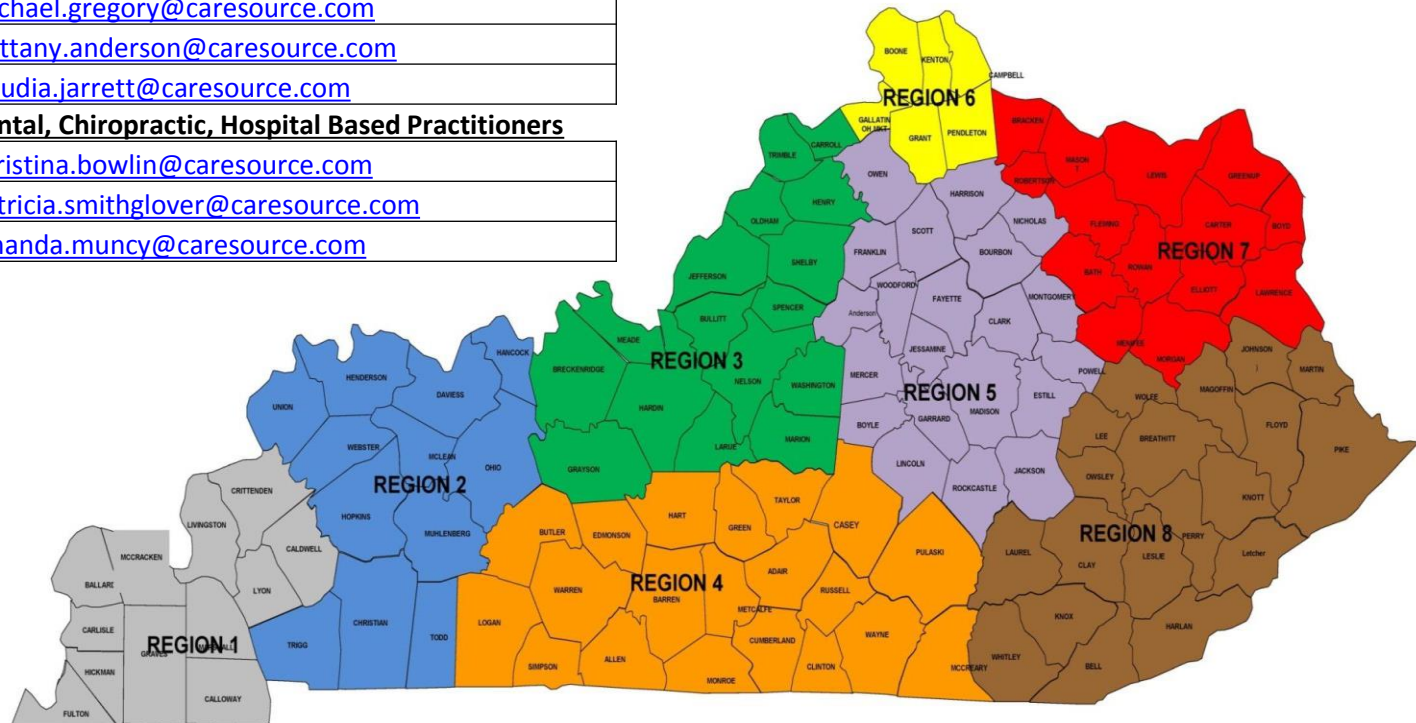 chael.gregory@caresource.com
ttany.anderson@caresource.com
udia.jarrett@caresource.com
ntal, Chiropractic, Hospital Based Practitioners
ristina.bowlin@caresource.com
tricia.smithglover@caresource.com
manda.muncy@caresource.com
BOONE
KENTON
CAMPBELL
REGION 6
GALLATIN
GRANT
PENDLETON
BRACKEN
MASON
ROBERTSON
LEWIS
GREENUP
FLEMING
CARTER
BOYD
REGION 7
BATH
ROWAN
ELLIOTT
LAWRENCE
MENIFEE
MORGAN
TRIMBLE
CARROLL
HENRY
OLDHAM
SHELBY
JEFFERSON
SPENCER
BULLITT
MEADE
REGION 3
BRECKENRIDGE
NELSON
WASHINGTON
HARDIN
LARUE
MARION
GRAYSON
OWEN
HARRISON
NICHOLAS
SCOTT
FRANKLIN
BOURBON
WOODFORD
FAYETTE
MONTGOMERY
Anderson
CLARK
JESSAMINE
MERCER
POWELL
REGION 5
ESTILL
MADISON
GARRARD
BOYLE
LINCOLN
JACKSON
ROCKCASTLE
HANCOCK
HENDERSON
DAVIESS
UNION
WEBSTER
MCLEAN
OHIO
REGION 2
HOPKINS
MUHLENBERG
CHRISTIAN
TODD
TRIGG
CRITTENDEN
LIVINGSTON
CALDWELL
MCCRACKEN
BALLARD
LYON
CARLISLE
REGION 1
GRAVES
MARSHALL
HICKMAN
CALLOWAY
FULTON
TAYLOR
HART
GREEN
CASEY
BUTLER
EDMONSON
PULASKI
ADAIR
REGION 4
WARREN
BARREN
RUSSELL
METCALFE
LOGAN
CUMBERLAND
WAYNE
ALLEN
SIMPSON
CLINTON
MONROE
MCCREARY
JOHNSON
MARTIN
MAGOFFIN
WOLFE
FLOYD
LEE
BREATHITT
PIKE
OWSLEY
KNOTT
REGION 8
PERRY
LAUREL
LESLIE
Letcher
CLAY
KNOX
HARLAN
WHITLEY
BELL